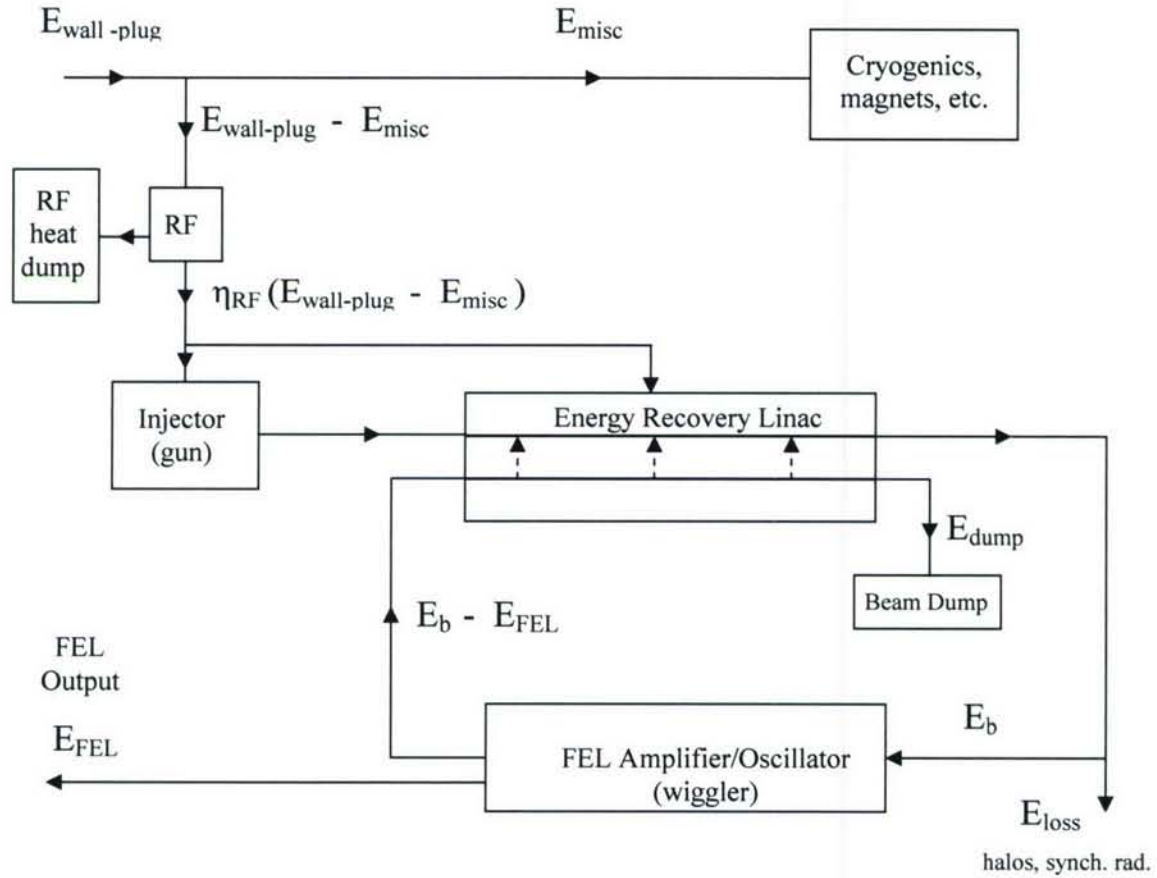 E_wall -plug
E_misc
Cryogenics,
magnets, etc.
E_wall-plug - E_misc
RF
heat
dump
RF
η_RF (E_wall-plug - E_misc )
Injector
(gun)
Energy Recovery Linac
E_dump
Beam Dump
E_b - E_FEL
FEL
Output
E_FEL
E_b
FEL Amplifier/Oscillator
(wiggler)
E_loss
halos, synch. rad.